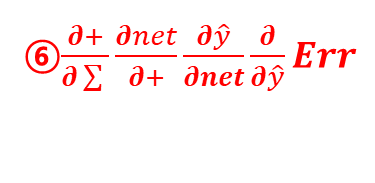 ⑥ ∂+/∂∑ ∂net/∂+ ∂ŷ/∂net ∂/∂ŷ Err